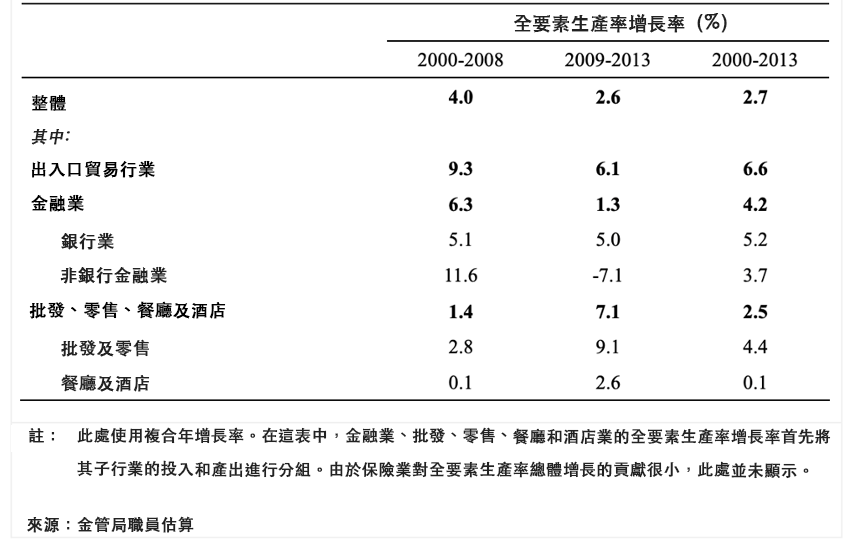 全要素生產率增長率 (%)
2000-2008 2009-2013 2000-2013
整體 4.0 2.6 2.7
其中:
出入口貿易行業 9.3 6.1 6.6
金融業 6.3 1.3 4.2
銀行業 5.1 5.0 5.2
非銀行金融業 11.6 -7.1 3.7
批發、零售、餐廳及酒店 1.4 7.1 2.5
批發及零售 2.8 9.1 4.4
餐廳及酒店 0.1 2.6 0.1
註： 此處使用複合年增長率。在這表中，金融業、批發、零售、餐廳和酒店業的全要素生產率增長率首先將
其子行業的投入和產出進行分組。由於保險業對全要素生產率總體增長的貢獻很小，此處並未顯示。
來源：金管局職員估算